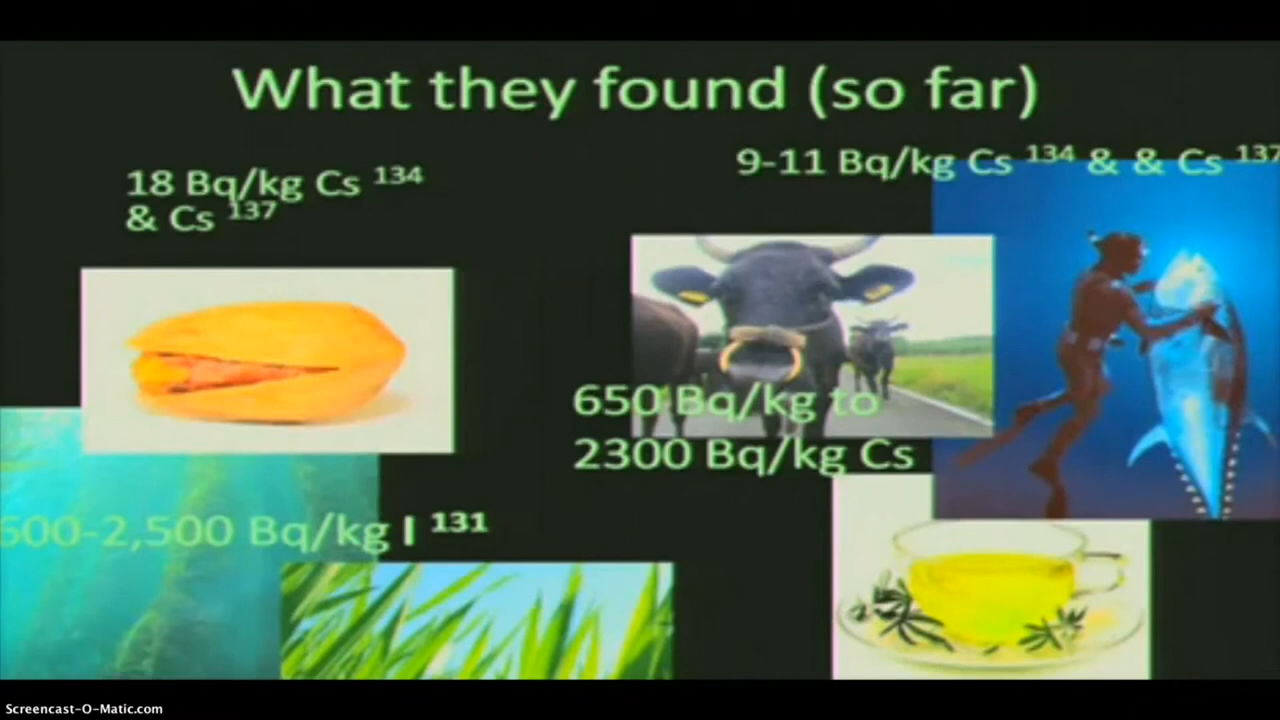 What they found (so far)
18 Bq/kg Cs 134
& Cs 137
9-11 Bq/kg Cs 134 & & Cs 137
650 Bq/kg to
2300 Bq/kg Cs
600-2,500 Bq/kg I 131
Screencast-O-Matic.com